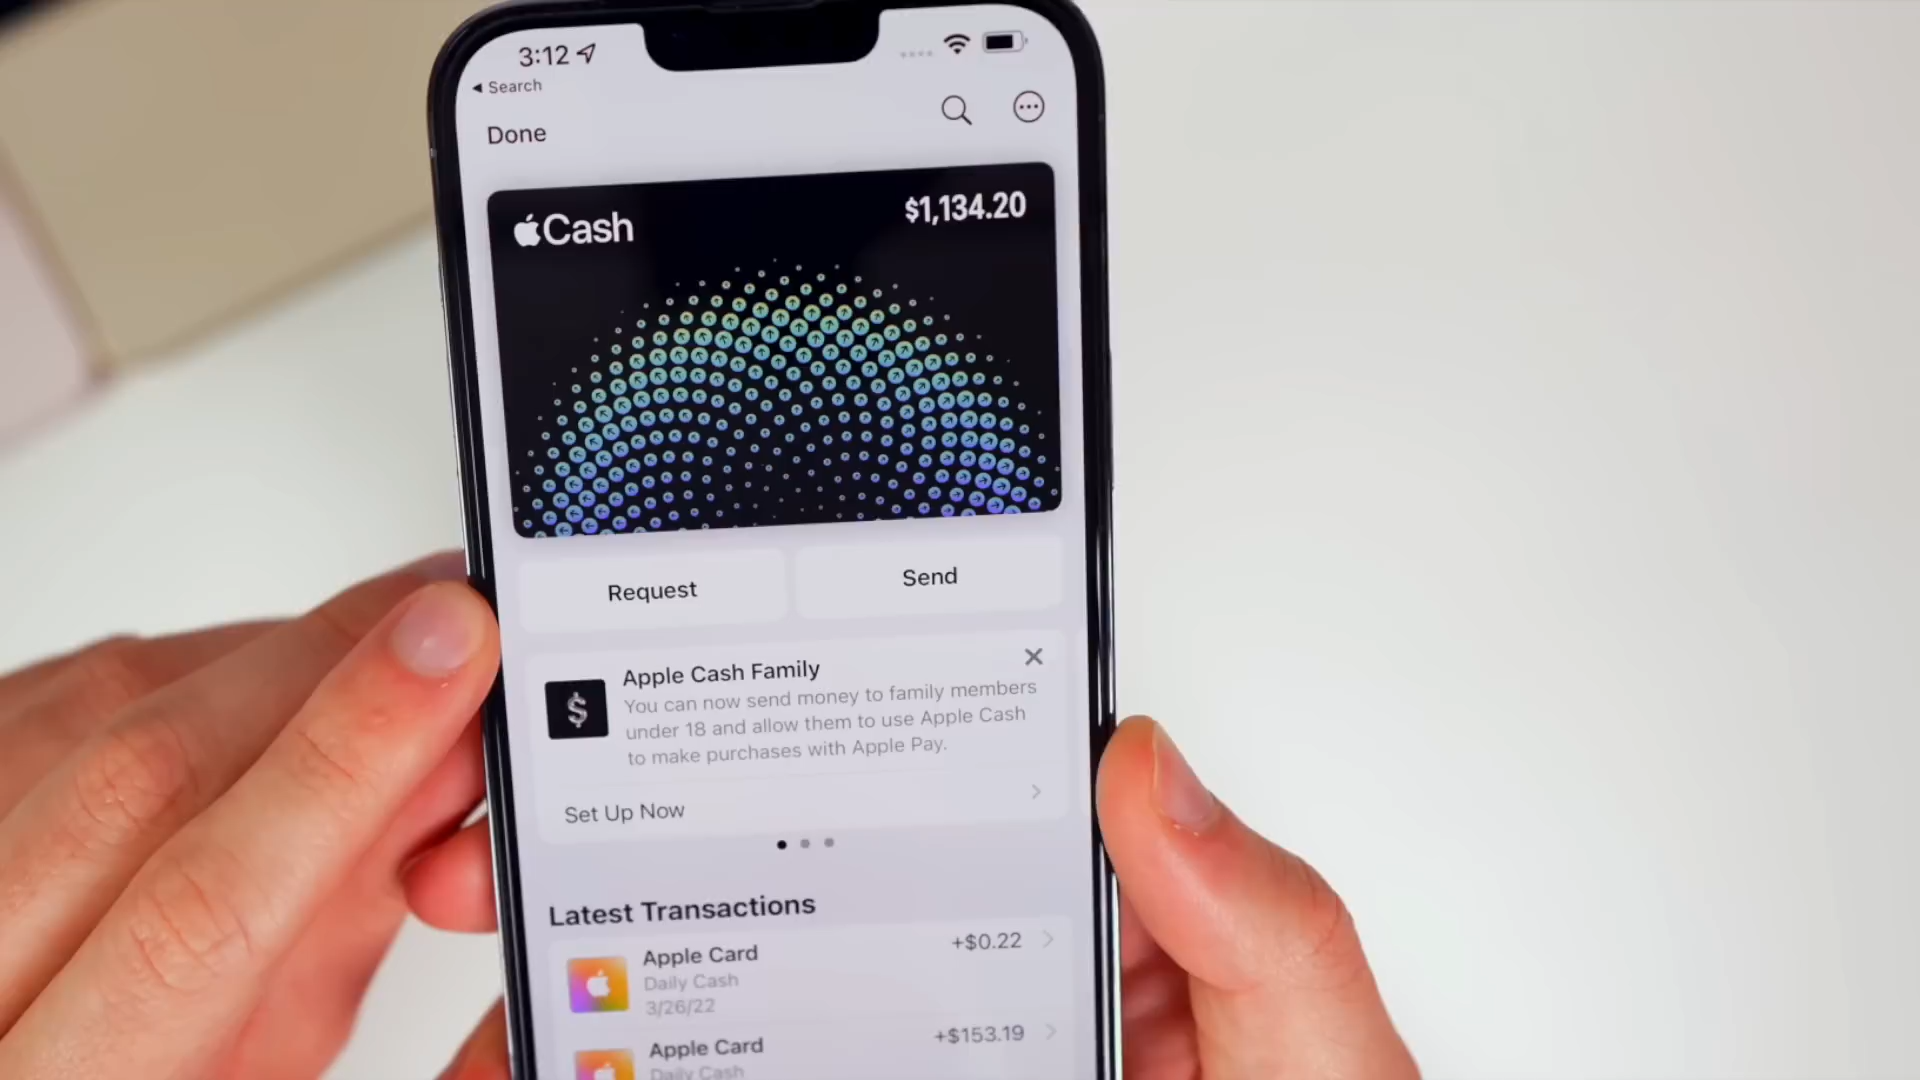 3:12
Search
Done
Cash
$1,134.20
Request
Send
Apple Cash Family
You can now send money to family members
under 18 and allow them to use Apple Cash
to make purchases with Apple Pay.
$
Set Up Now
Latest Transactions
Apple Card
+$0.22
Daily Cash
3/26/22
Apple Card
+$153.19
Daily Cash